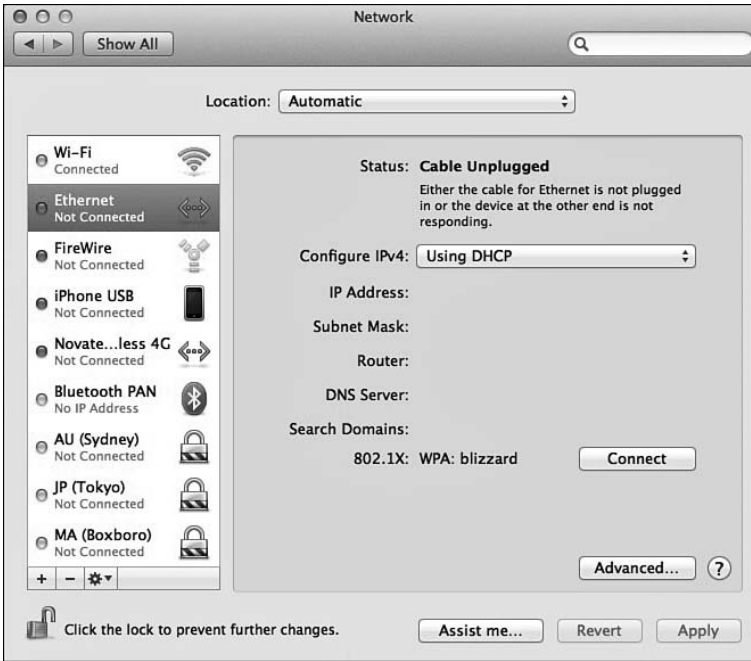 Network
Show All
Location: Automatic
Wi-Fi
Connected
Ethernet
Not Connected
FireWire
Not Connected
iPhone USB
Not Connected
Novate...less 4G
Not Connected
Bluetooth PAN
No IP Address
AU (Sydney)
Not Connected
JP (Tokyo)
Not Connected
MA (Boxboro)
Not Connected
Status: Cable Unplugged
Either the cable for Ethernet is not plugged
in or the device at the other end is not
responding.
Configure IPv4: Using DHCP
IP Address:
Subnet Mask:
Router:
DNS Server:
Search Domains:
802.1X: WPA: blizzard Connect
Advanced... ?
Click the lock to prevent further changes.
Assist me... Revert Apply